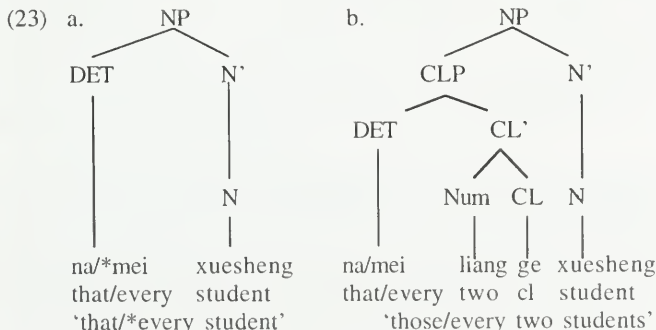 (23) a. NP b. NP
DET N' CLP N'
DET CL'
N Num CL N
na/*mei xuesheng na/mei liang ge xuesheng
that/every student that/every two cl student
'that/*every student' 'those/every two students'